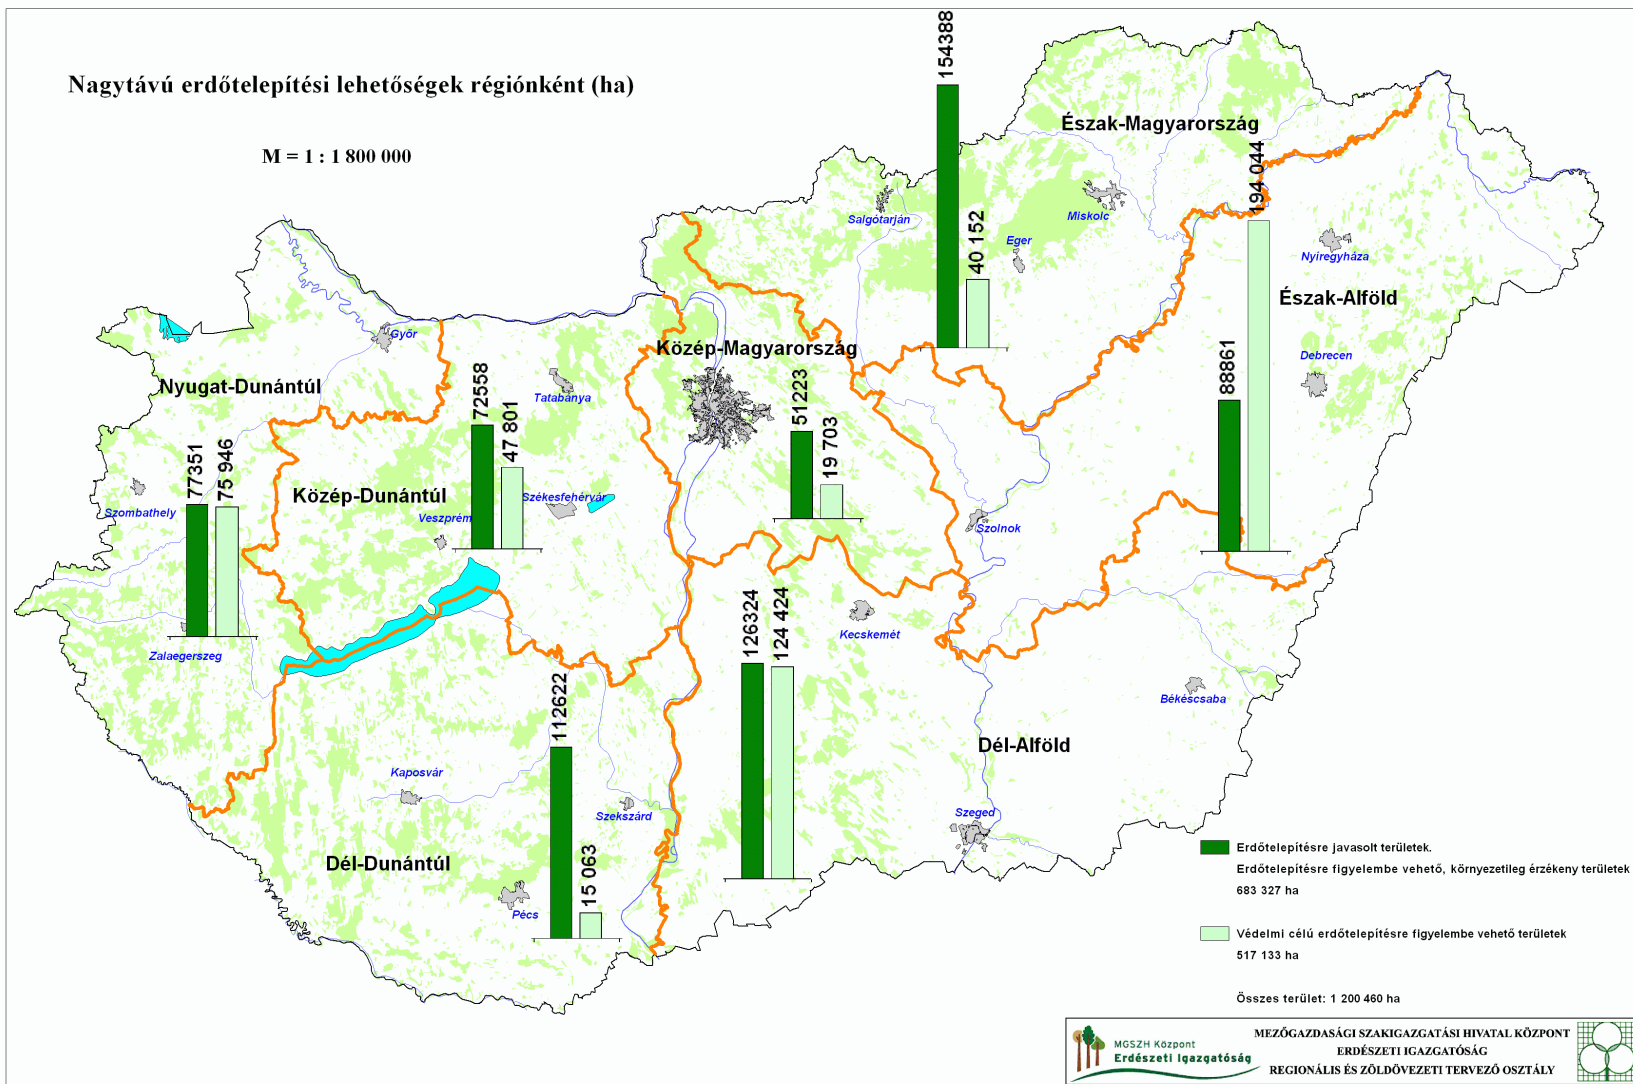 Nagytávú erdőtelepítési lehetőségek régiónként (ha)
M = 1 : 1 800 000
154388
40 152
Észak-Magyarország
194 044
88861
Salgótarján
Miskolc
Eger
Nyíregyháza
Észak-Alföld
Debrecen
Győr
Nyugat-Dunántúl
Közép-Magyarország
72558
47 801
Tatabánya
51223
19 703
77351
75 946
Közép-Dunántúl
Szombathely
Veszprém
Székesfehérvár
Szolnok
Zalaegerszeg
126324
124 424
Kecskemét
112622
15 063
Békéscsaba
Dél-Alföld
Kaposvár
Szekszárd
Szeged
Dél-Dunántúl
Pécs
Erdőtelepítésre javasolt területek.
Erdőtelepítésre figyelembe vehető, környezetileg érzékeny területek
683 327 ha
Védelmi célú erdőtelepítésre figyelembe vehető területek
517 133 ha
Összes terület: 1 200 460 ha
MGSZH Központ
Erdészeti Igazgatóság
MEZŐGAZDASÁGI SZAKIGAZGATÁSI HIVATAL KÖZPONT
ERDÉSZETI IGAZGATÓSÁG
REGIONÁLIS ÉS ZÖLDÖVEZETI TERVEZŐ OSZTÁLY